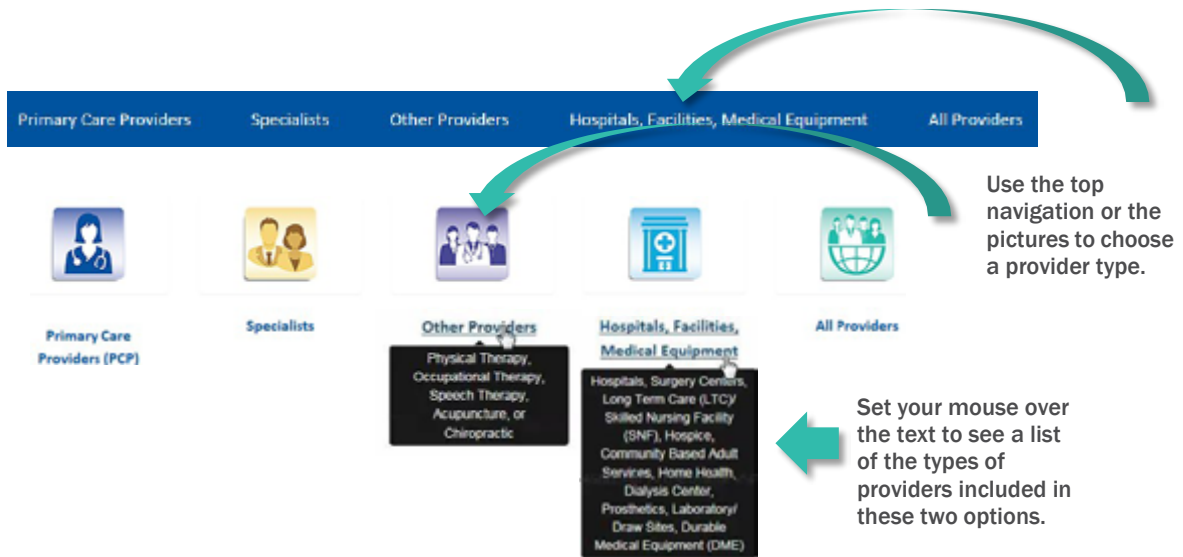 Primary Care Providers Specialists Other Providers Hospitals, Facilities, Medical Equipment All Providers
Use the top
navigation or the
pictures to choose
a provider type.
Primary Care
Providers (PCP)
Specialists
Other Providers
Hospitals, Facilities,
Medical Equipment
All Providers
Physical Therapy,
Occupational Therapy,
Speech Therapy,
Acupuncture, or
Chiropractic
Hospitals, Surgery Centers,
Long Term Care (LTC)/
Skilled Nursing Facility
(SNF), Hospice,
Community Based Adult
Services, Home Health,
Dialysis Center,
Prosthetics, Laboratory/
Draw Sites, Durable
Medical Equipment (DME)
Set your mouse over
the text to see a list
of the types of
providers included in
these two options.